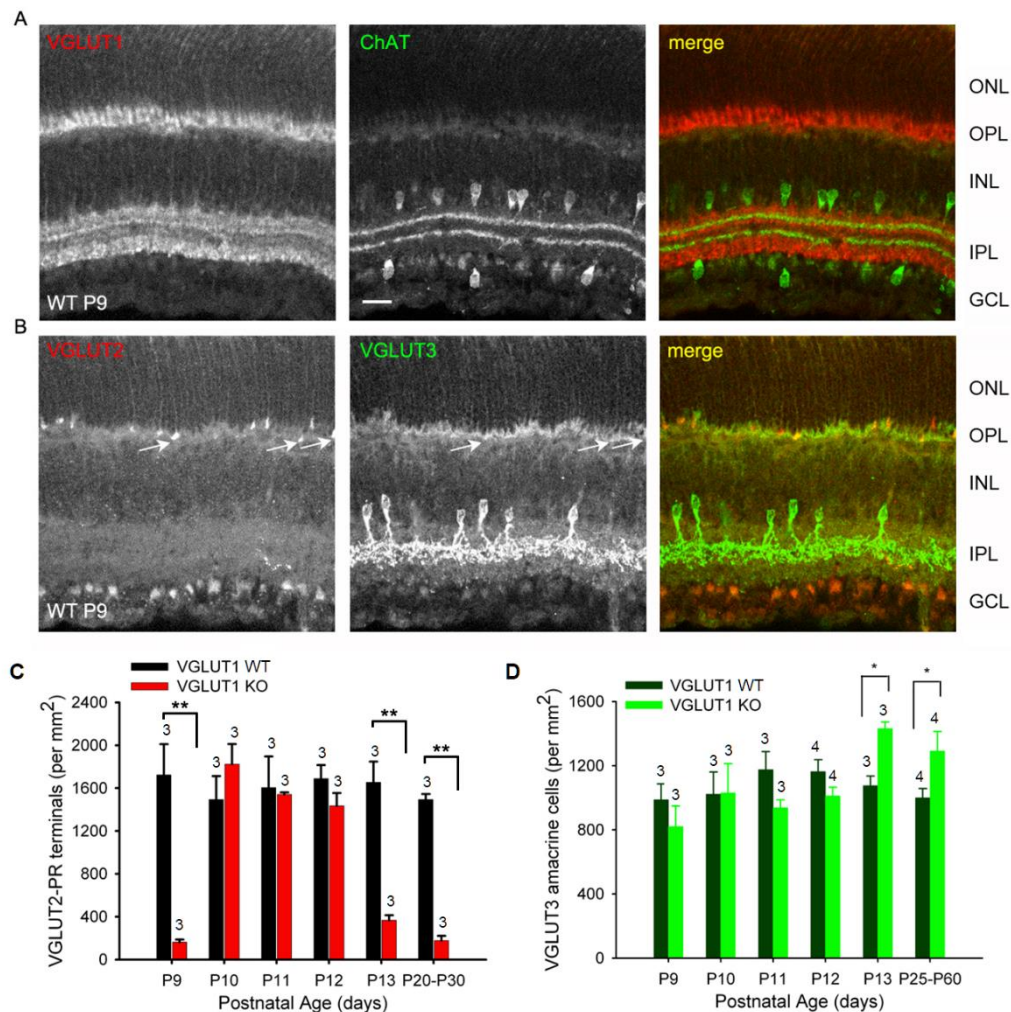 A
VGLUT1
ChAT
merge
ONL
OPL
INL
IPL
GCL
WT P9
B
VGLUT2
VGLUT3
merge
ONL
OPL
INL
IPL
GCL
WT P9
C
VGLUT1 WT
VGLUT1 KO
VGLUT2-PR terminals (per mm²)
2400
2000
1600
1200
800
400
0
** ** **
3 3 3 3 3 3 3 3 3 3 3 3
P9 P10 P11 P12 P13 P20-P30
Postnatal Age (days)
D
VGLUT1 WT
VGLUT1 KO
VGLUT3 amacrine cells (per mm²)
1600
1200
800
400
0
* *
3 3 3 3 3 3 4 4 3 3 4 4
P9 P10 P11 P12 P13 P25-P60
Postnatal Age (days)